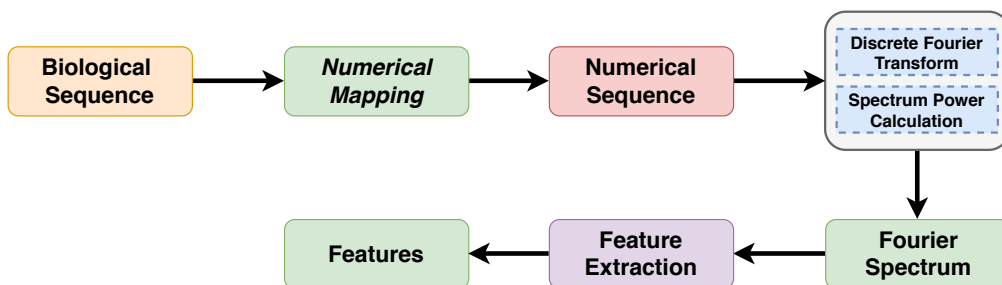 Biological
Sequence
Numerical
Mapping
Numerical
Sequence
Discrete Fourier
Transform
Spectrum Power
Calculation
Features
Feature
Extraction
Fourier
Spectrum